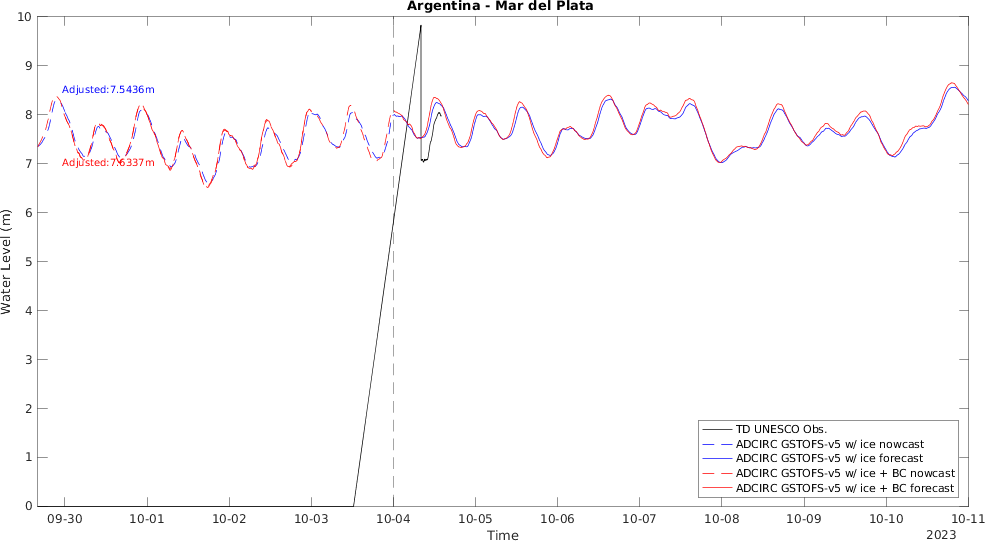 Argentina - Mar del Plata
10
9
8
7
6
5
4
3
2
1
0
Water Level (m)
Adjusted:7.5436m
Adjusted:7.6337m
TD UNESCO Obs.
ADCIRC GSTOFS-v5 w/ ice nowcast
ADCIRC GSTOFS-v5 w/ ice forecast
ADCIRC GSTOFS-v5 w/ ice + BC nowcast
ADCIRC GSTOFS-v5 w/ ice + BC forecast
09-30 10-01 10-02 10-03 10-04 10-05 10-06 10-07 10-08 10-09 10-10 10-11
Time
2023